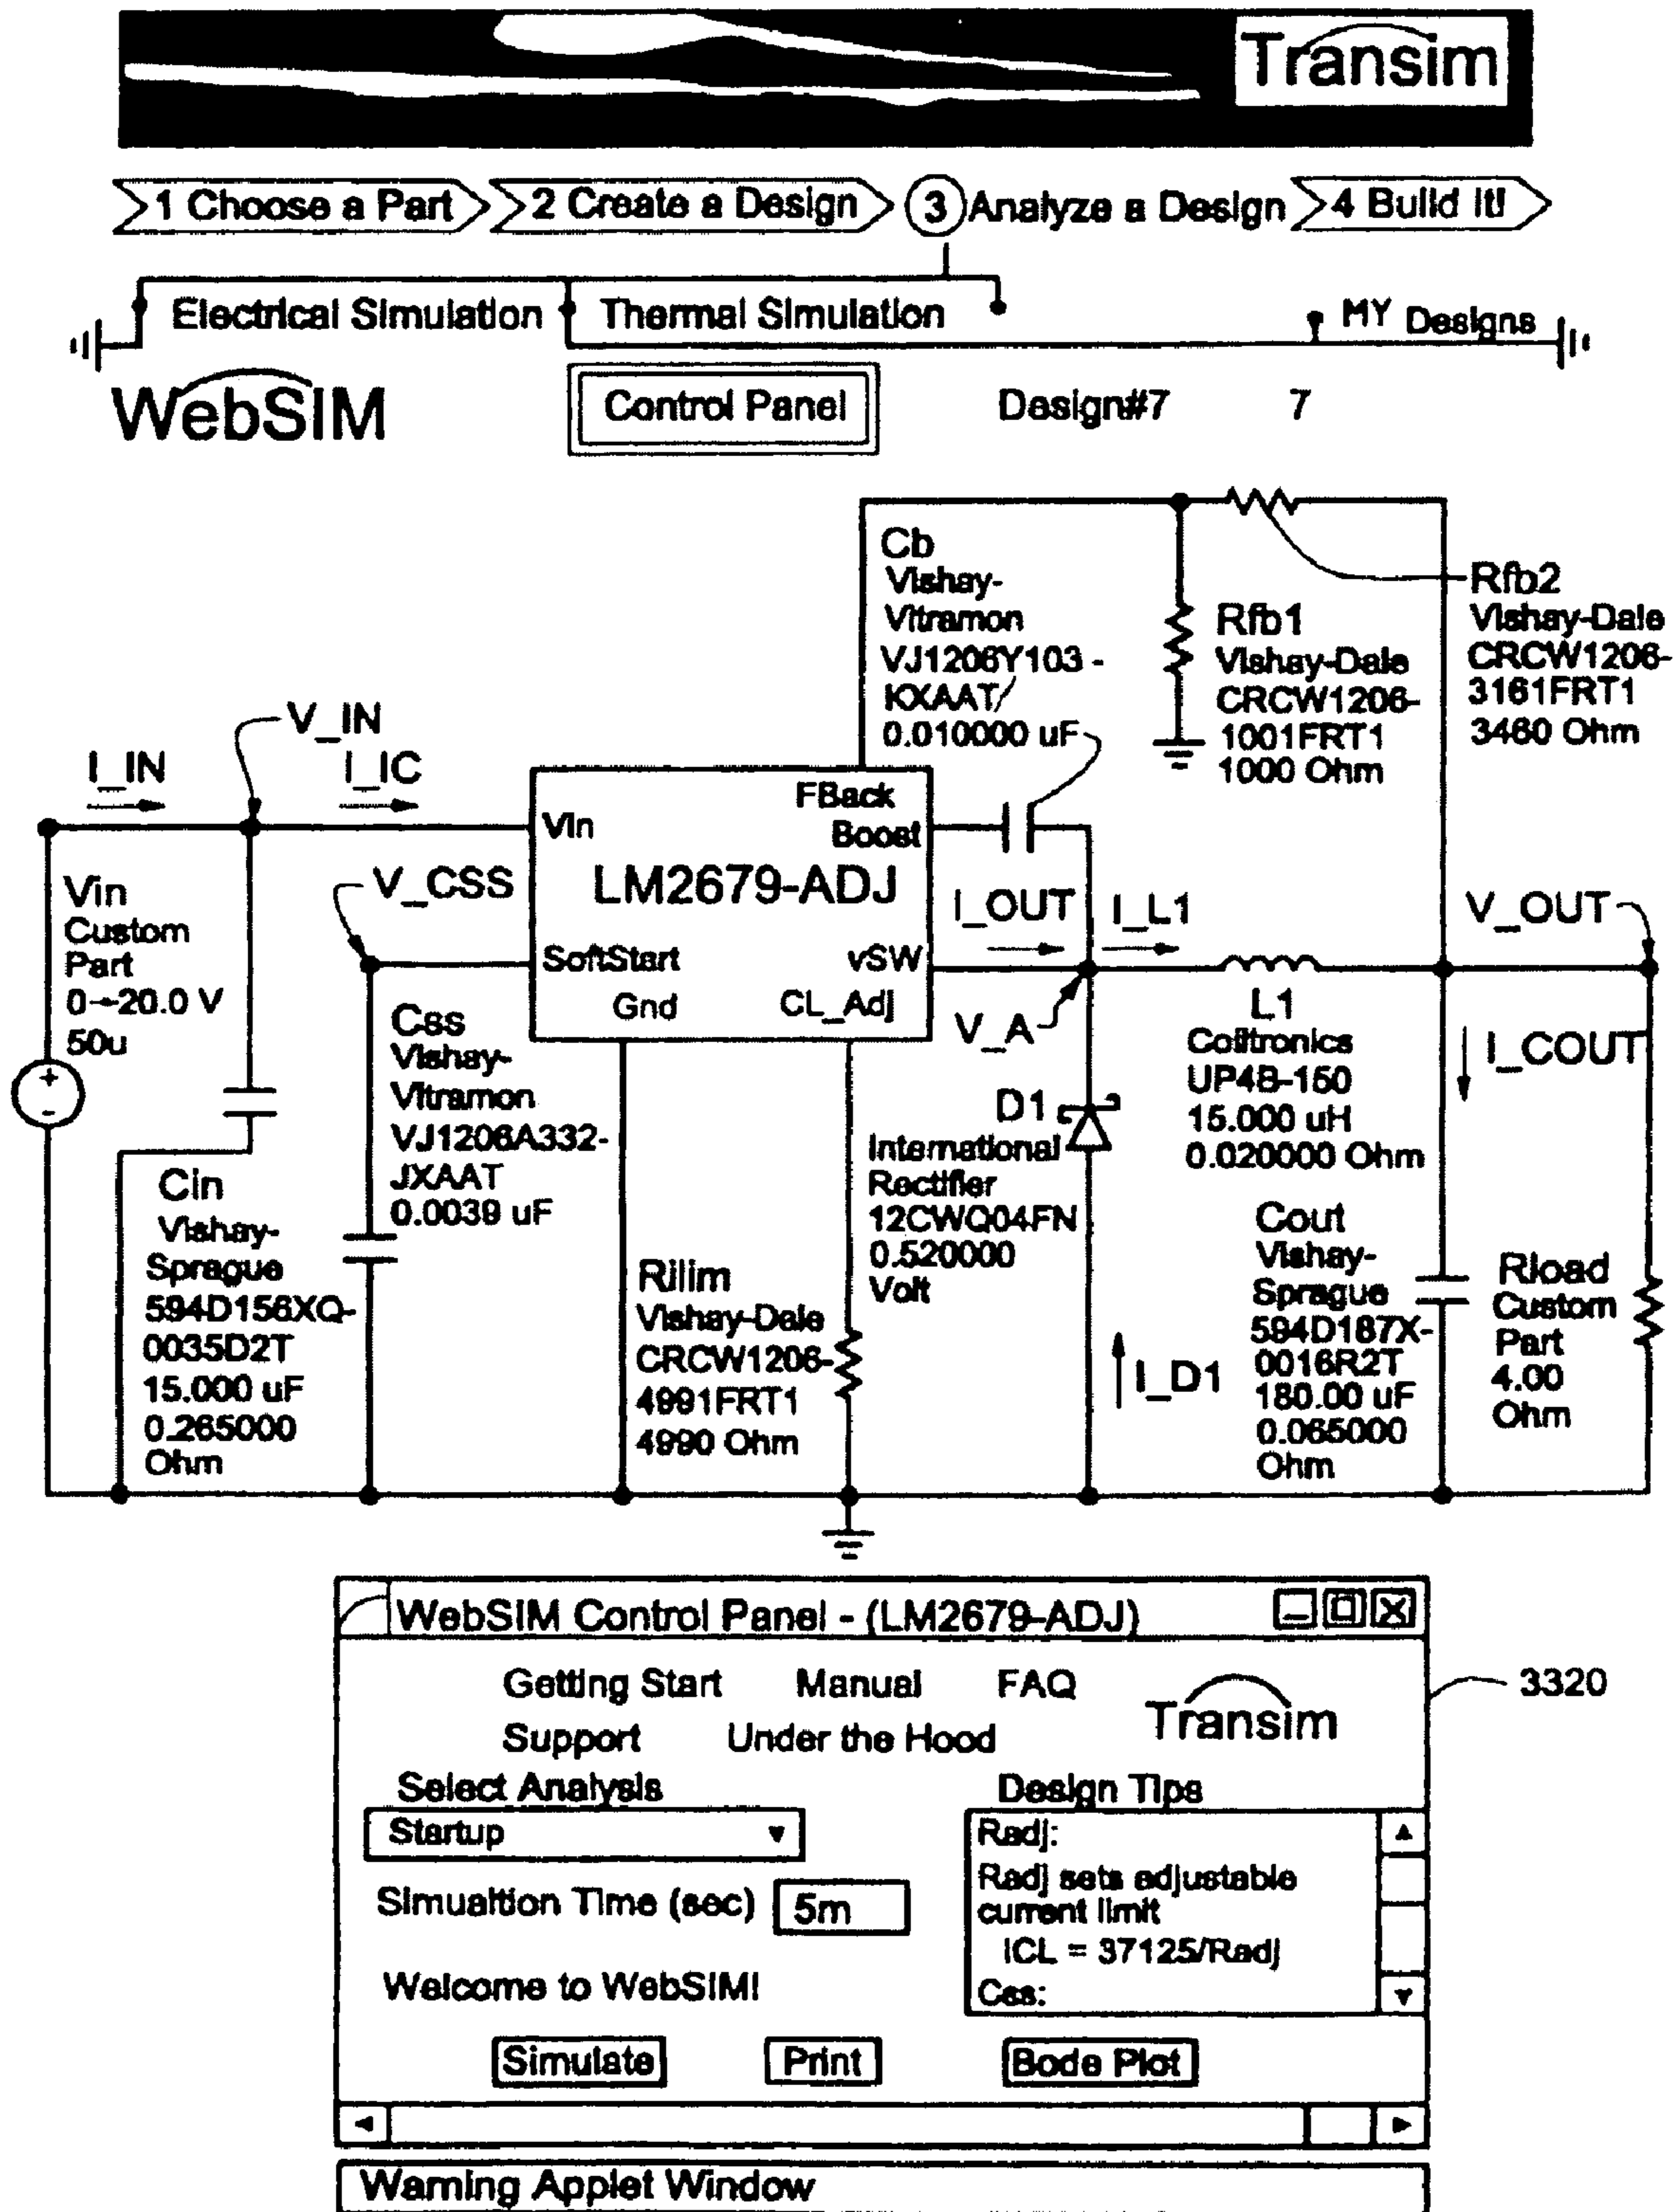 Transim
1 Choose a Part
2 Create a Design
3 Analyze a Design
4 Build It!
Electrical Simulation
Thermal Simulation
MY Designs
WebSIM
Control Panel
Design#7
7
Cb
Vishay-
Vitramon
VJ1206Y103-
KXAAT
0.010000 uF
Rfb1
Vishay-Dale
CRCW1206-
1001FRT1
1000 Ohm
Rfb2
Vishay-Dale
CRCW1206-
3161FRT1
3460 Ohm
I_IN
V_IN
I_IC
Vin
Custom
Part
0→20.0 V
50u
+
-
V_CSS
Vin
FBack
Boost
LM2679-ADJ
SoftStart
vSW
Gnd
CL_Adj
I_OUT
I_L1
V_OUT
V_A
Css
Vishay-
Vitramon
VJ1206A332-
JXAAT
0.0039 uF
L1
Coiltronics
UP4B-150
15.000 uH
0.020000 Ohm
I_COUT
D1
International
Rectifier
12CWQ04FN
0.520000
Volt
Cin
Vishay-
Sprague
594D156XQ-
0035D2T
15.000 uF
0.265000
Ohm
Rilim
Vishay-Dale
CRCW1206-
4991FRT1
4990 Ohm
I_D1
Cout
Vishay-
Sprague
594D187X-
0016R2T
180.00 uF
0.065000
Ohm
Rload
Custom
Part
4.00
Ohm
WebSIM Control Panel - (LM2679-ADJ)
Getting Start Manual FAQ
Transim
3320
Support Under the Hood
Select Analysis
Startup
Simualtion Time (sec) 5m
Welcome to WebSIM!
Design Tips
Radj:
Radj sets adjustable
current limit
ICL = 37125/Radj
Css:
Simulate
Print
Bode Plot
Warning Applet Window